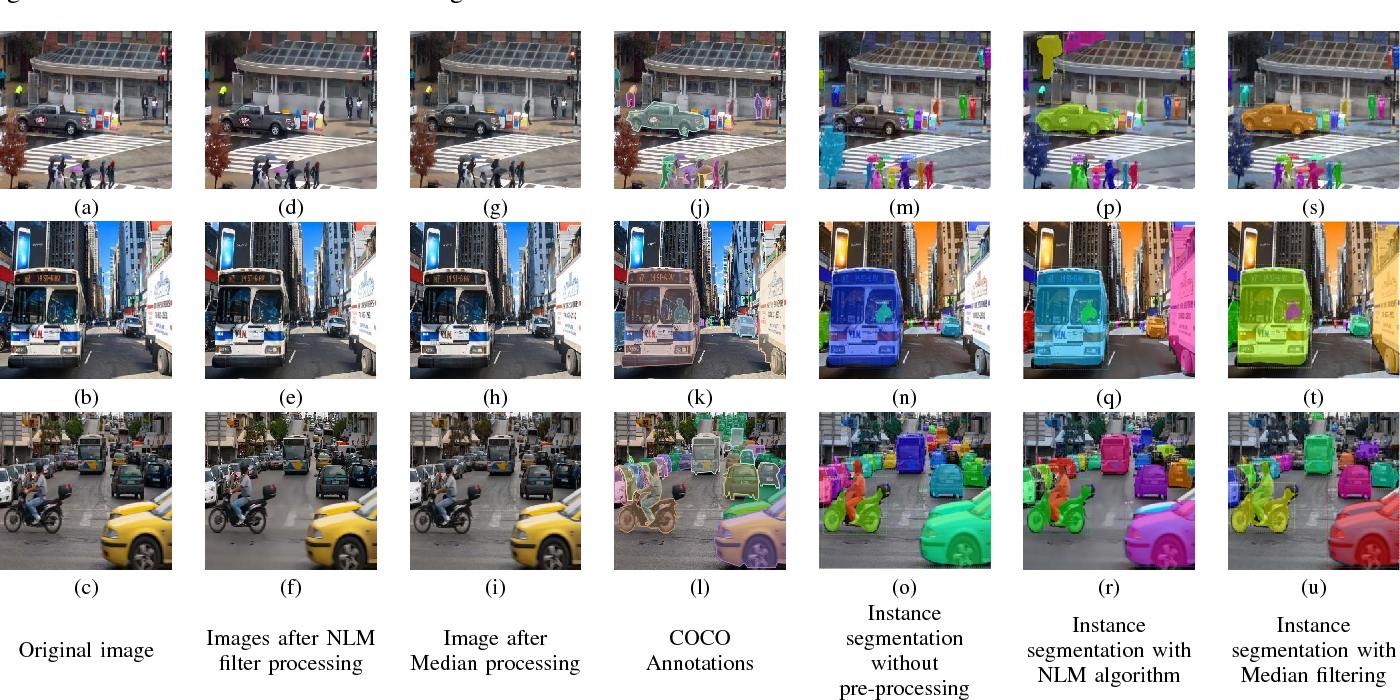 (a) (d) (g) (j) (m) (p) (s)
(b) (e) (h) (k) (n) (q) (t)
(c) (f) (i) (l) (o) (r) (u)
Original image
Images after NLM
filter processing
Image after
Median processing
COCO
Annotations
Instance
segmentation
without
pre-processing
Instance
segmentation with
NLM algorithm
Instance
segmentation with
Median filtering